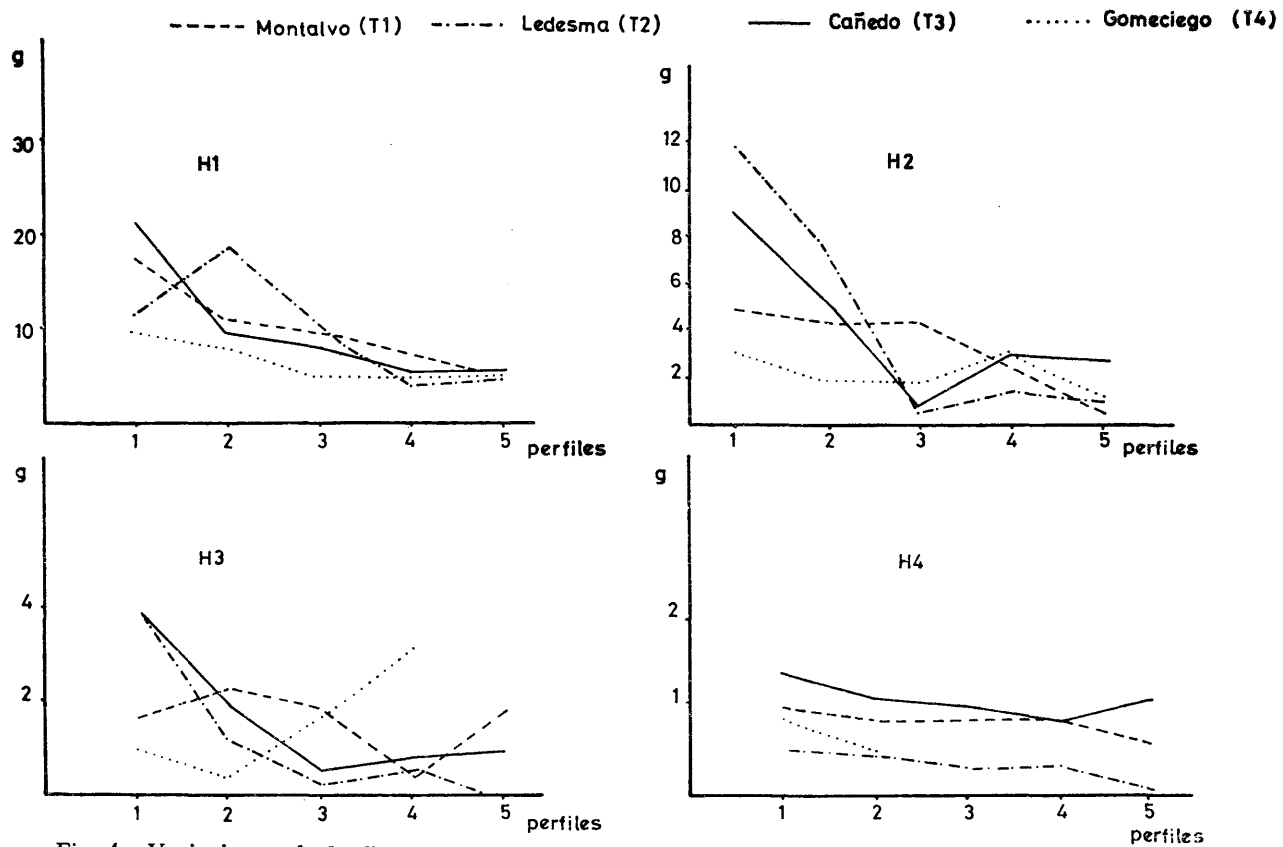 Montalvo (T1) Ledesma (T2) Cañedo (T3) Gomeciego (T4)
g
30
20
10
H1
1 2 3 4 5 perfiles
g
12
10
8
6
4
2
H2
1 2 3 4 5 perfiles
g
4
2
H3
1 2 3 4 5 perfiles
g
2
1
H4
1 2 3 4 5 perfiles